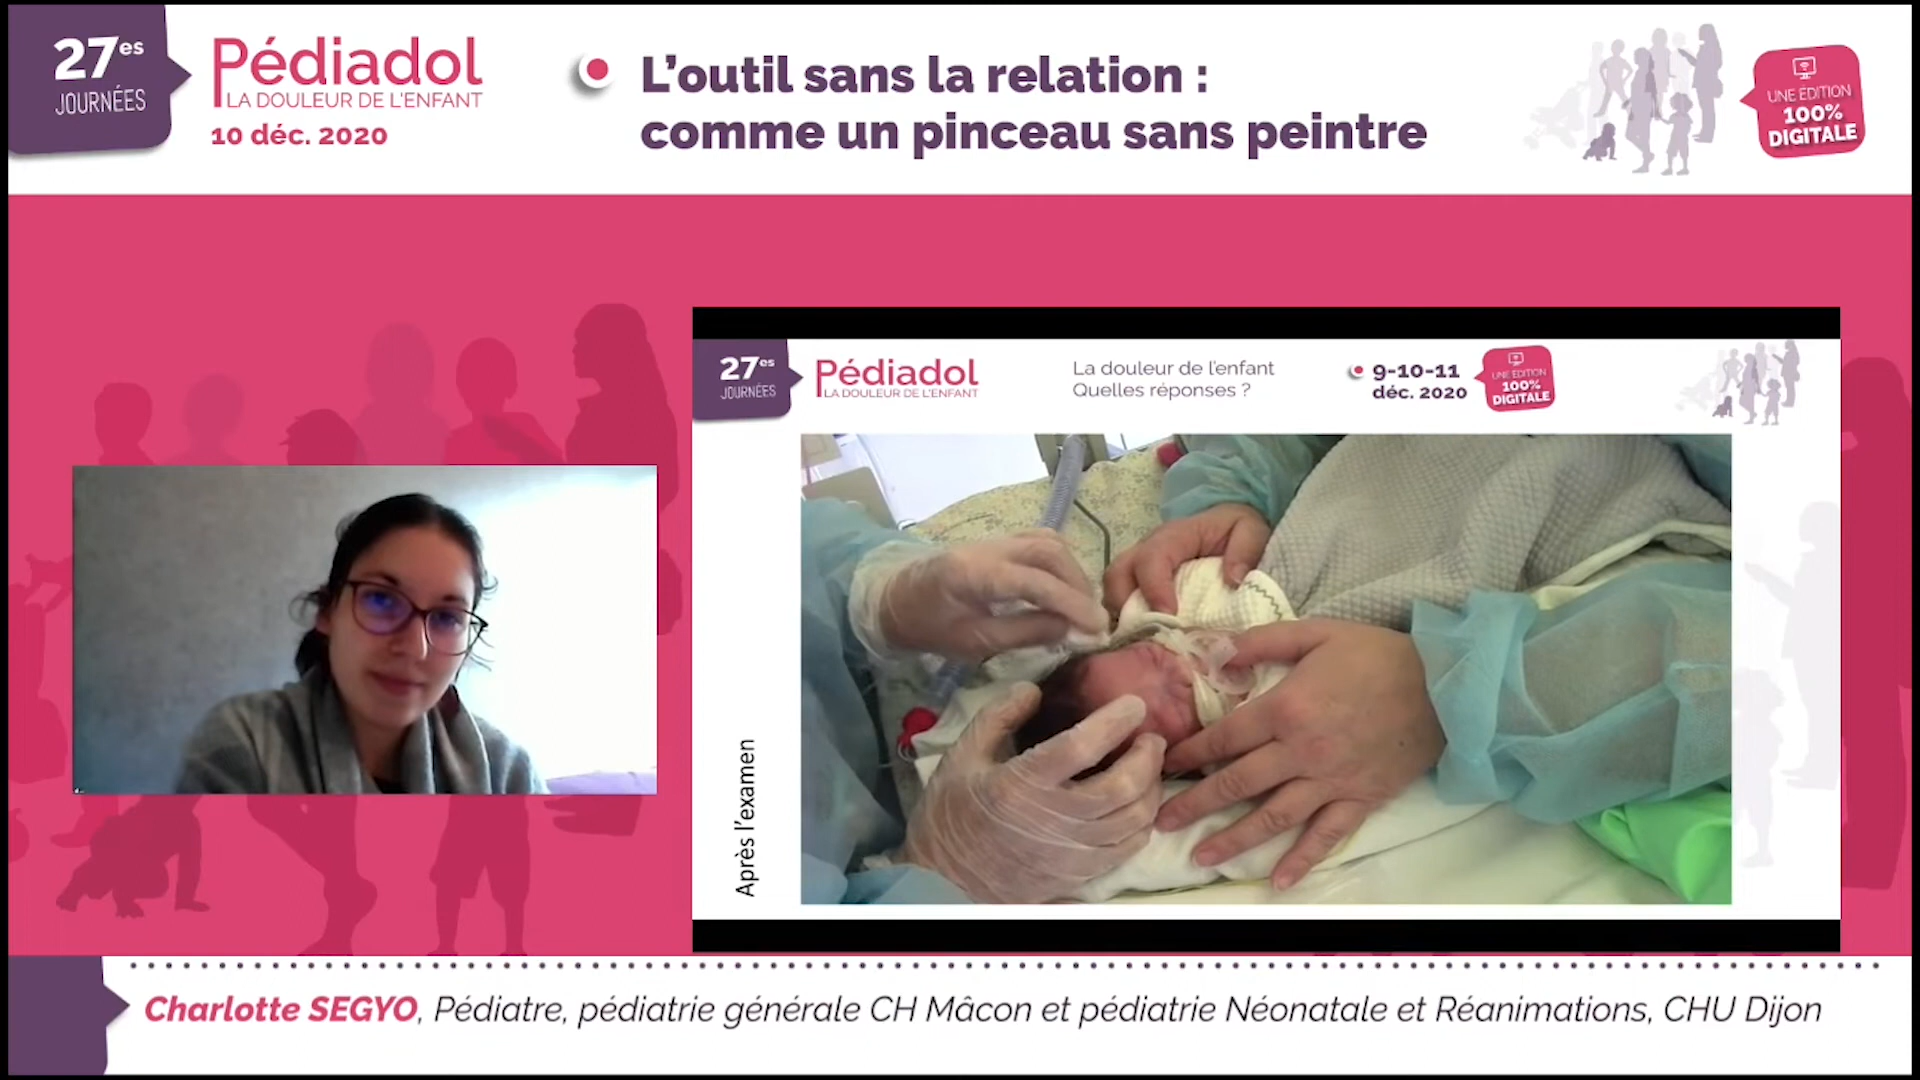 27es
JOURNÉES
Pédiadol
LA DOULEUR DE L'ENFANT
10 déc. 2020
L'outil sans la relation :
comme un pinceau sans peintre
UNE ÉDITION
100%
DIGITALE
27es
JOURNÉES
Pédiadol
LA DOULEUR DE L'ENFANT
La douleur de l'enfant
Quelles réponses ?
9-10-11
déc. 2020
UNE ÉDITION
100%
DIGITALE
Après l'examen
Charlotte SEGYO, Pédiatre, pédiatrie générale CH Mâcon et pédiatrie Néonatale et Réanimations, CHU Dijon